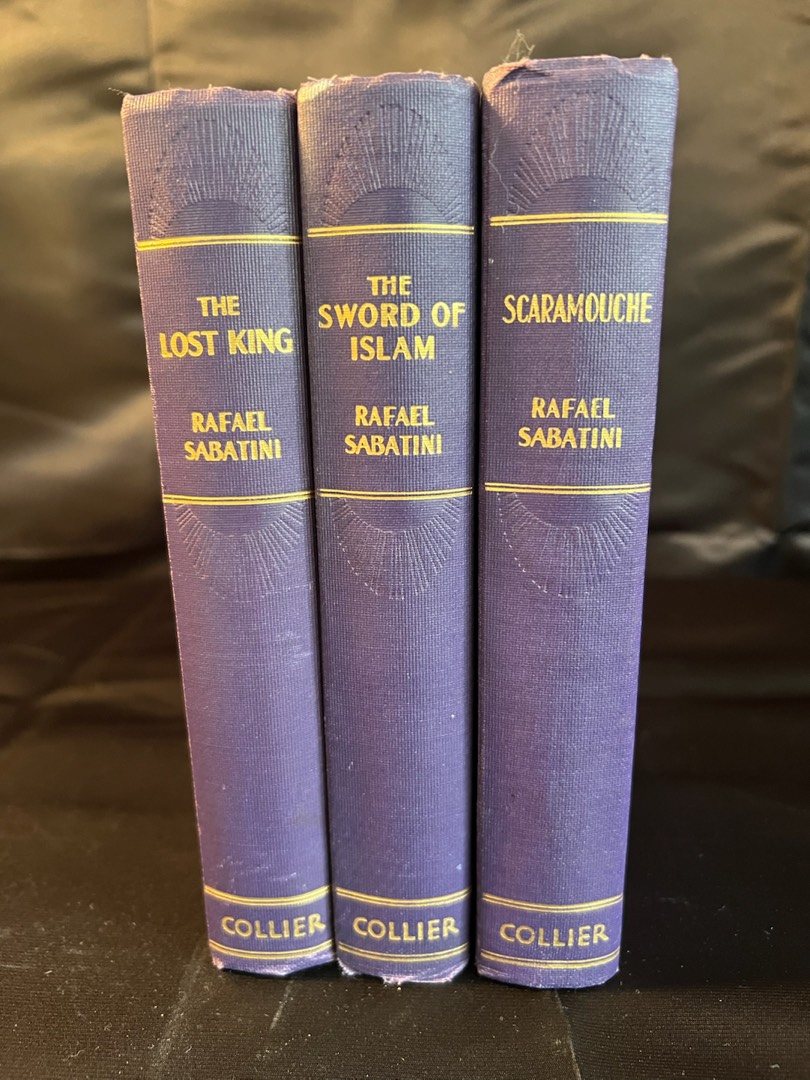 THE
LOST KING
RAFAEL
SABATINI
COLLIER
THE
SWORD OF
ISLAM
RAFAEL
SABATINI
COLLIER
SCARAMOUCHE
RAFAEL
SABATINI
COLLIER